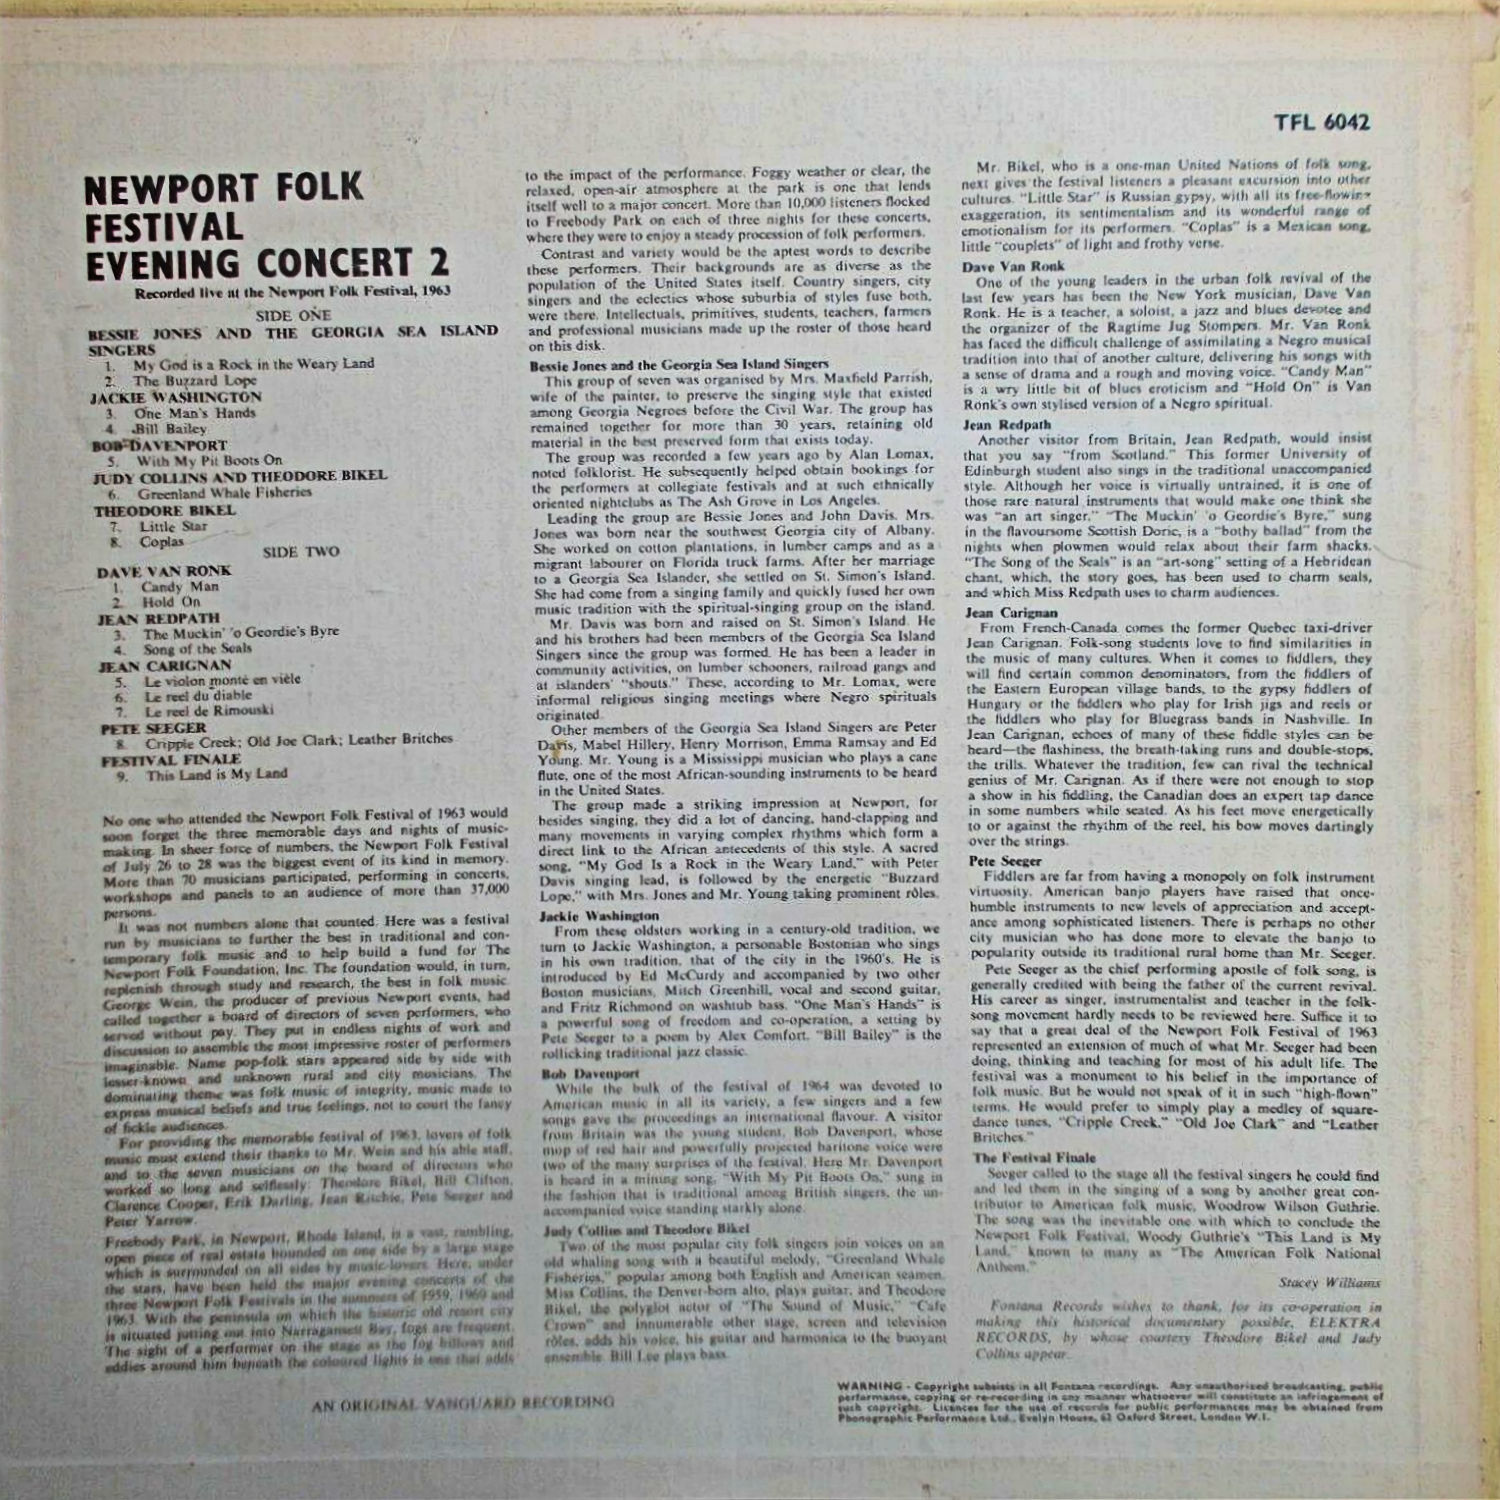 TFL 6042
NEWPORT FOLK
FESTIVAL
EVENING CONCERT 2
Recorded live at the Newport Folk Festival, 1963
SIDE ONE
BESSIE JONES AND THE GEORGIA SEA ISLAND
SINGERS
1. My God is a Rock in the Weary Land
2. The Buzzard Lope
JACKIE WASHINGTON
3. One Man's Hands
4. Bill Bailey
BOB DAVENPORT
5. With My Pit Boots On
JUDY COLLINS AND THEODORE BIKEL
6. Greenland Whale Fisheries
THEODORE BIKEL
7. Little Star
8. Coplas
SIDE TWO
DAVE VAN RONK
1. Candy Man
2. Hold On
JEAN REDPATH
3. The Muckin' 'o Geordie's Byre
4. Song of the Seals
JEAN CARIGNAN
5. Le violon monté en vièle
6. Le reel du diable
7. Le reel de Rimouski
PETE SEEGER
8. Cripple Creek; Old Joe Clark; Leather Britches
FESTIVAL FINALE
9. This Land is My Land
No one who attended the Newport Folk Festival of 1963 would
soon forget the three memorable days and nights of music-
making. In sheer force of numbers, the Newport Folk Festival
of July 26 to 28 was the biggest event of its kind in memory.
More than 70 musicians participated, performing in concerts,
workshops and panels to an audience of more than 37,000
persons.
It was not numbers alone that counted. Here was a festival
run by musicians to further the best in traditional and con-
temporary folk music and to help build a fund for The
Newport Folk Foundation, Inc. The foundation would, in turn,
replenish through study and research, the best in folk music.
George Wein, the producer of previous Newport events, had
called together a board of directors of seven performers, who
served without pay. They put in endless nights of work and
discussion to assemble the most impressive roster of performers
imaginable. Name pop-folk stars appeared side by side with
lesser-known and unknown rural and city musicians. The
dominating theme was folk music of integrity, music made to
express musical beliefs and true feelings, not to court the fancy
of fickle audiences.
For providing the memorable festival of 1963, lovers of folk
music must extend their thanks to Mr. Wein and his able staff,
and to the seven musicians on the board of directors who
worked so long and selflessly: Theodore Bikel, Bill Clifton,
Clarence Cooper, Erik Darling, Jean Ritchie, Pete Seeger and
Peter Yarrow.
Freebody Park, in Newport, Rhode Island, is a vast, rambling,
open piece of real estate bounded on one side by a large stage
which is surrounded on all sides by music-lovers. Here, under
the stars, have been held the major evening concerts of the
three Newport Folk Festivals in the summers of 1959, 1960 and
1963. With the peninsula on which the historic old resort city
is situated jutting out into Narragansett Bay, fogs are frequent.
The sight of a performer on the stage as the fog billows and
eddies around him beneath the coloured lights is one that adds
to the impact of the performance. Foggy weather or clear, the
relaxed, open-air atmosphere at the park is one that lends
itself well to a major concert. More than 10,000 listeners flocked
to Freebody Park on each of three nights for these concerts,
where they were to enjoy a steady procession of folk performers.
Contrast and variety would be the aptest words to describe
these performers. Their backgrounds are as diverse as the
population of the United States itself. Country singers, city
singers and the eclectics whose suburbia of styles fuse both,
were there. Intellectuals, primitives, students, teachers, farmers
and professional musicians made up the roster of those heard
on this disk.
Bessie Jones and the Georgia Sea Island Singers
This group of seven was organised by Mrs. Maxfield Parrish,
wife of the painter, to preserve the singing style that existed
among Georgia Negroes before the Civil War. The group has
remained together for more than 30 years, retaining old
material in the best preserved form that exists today.
The group was recorded a few years ago by Alan Lomax,
noted folklorist. He subsequently helped obtain bookings for
the performers at collegiate festivals and at such ethnically
oriented nightclubs as The Ash Grove in Los Angeles.
Leading the group are Bessie Jones and John Davis. Mrs.
Jones was born near the southwest Georgia city of Albany.
She worked on cotton plantations, in lumber camps and as a
migrant labourer on Florida truck farms. After her marriage
to a Georgia Sea Islander, she settled on St. Simon's Island.
She had come from a singing family and quickly fused her own
music tradition with the spiritual-singing group on the island.
Mr. Davis was born and raised on St. Simon's Island. He
and his brothers had been members of the Georgia Sea Island
Singers since the group was formed. He has been a leader in
community activities, on lumber schooners, railroad gangs and
at islanders' "shouts." These, according to Mr. Lomax, were
informal religious singing meetings where Negro spirituals
originated.
Other members of the Georgia Sea Island Singers are Peter
Davis, Mabel Hillery, Henry Morrison, Emma Ramsay and Ed
Young. Mr. Young is a Mississippi musician who plays a cane
flute, one of the most African-sounding instruments to be heard
in the United States.
The group made a striking impression at Newport, for
besides singing, they did a lot of dancing, hand-clapping and
many movements in varying complex rhythms which form a
direct link to the African antecedents of this style. A sacred
song, "My God Is a Rock in the Weary Land," with Peter
Davis singing lead, is followed by the energetic "Buzzard
Lope," with Mrs. Jones and Mr. Young taking prominent rôles.
Jackie Washington
From these oldsters working in a century-old tradition, we
turn to Jackie Washington, a personable Bostonian who sings
in his own tradition, that of the city in the 1960's. He is
introduced by Ed McCurdy and accompanied by two other
Boston musicians, Mitch Greenhill, vocal and second guitar,
and Fritz Richmond on washtub bass. "One Man's Hands" is
a powerful song of freedom and co-operation, a setting by
Pete Seeger to a poem by Alex Comfort. "Bill Bailey" is the
rollicking traditional jazz classic.
Bob Davenport
While the bulk of the festival of 1964 was devoted to
American music in all its variety, a few singers and a few
songs gave the proceedings an international flavour. A visitor
from Britain was the young student, Bob Davenport, whose
mop of red hair and powerfully projected baritone voice were
two of the many surprises of the festival. Here Mr. Davenport
is heard in a mining song, "With My Pit Boots On," sung in
the fashion that is traditional among British singers, the un-
accompanied voice standing starkly alone.
Judy Collins and Theodore Bikel
Two of the most popular city folk singers join voices on an
old whaling song with a beautiful melody, "Greenland Whale
Fisheries," popular among both English and American seamen.
Miss Collins, the Denver-born alto, plays guitar, and Theodore
Bikel, the polyglot actor of "The Sound of Music," "Cafe
Crown" and innumerable other stage, screen and television
rôles, adds his voice, his guitar and harmonica to the buoyant
ensemble. Bill Lee plays bass.
Mr. Bikel, who is a one-man United Nations of folk song,
next gives the festival listeners a pleasant excursion into other
cultures. "Little Star" is Russian gypsy, with all its free-flowing
exaggeration, its sentimentalism and its wonderful range of
emotionalism for its performers. "Coplas" is a Mexican song,
little "couplets" of light and frothy verse.
Dave Van Ronk
One of the young leaders in the urban folk revival of the
last few years has been the New York musician, Dave Van
Ronk. He is a teacher, a soloist, a jazz and blues devotee and
the organizer of the Ragtime Jug Stompers. Mr. Van Ronk
has faced the difficult challenge of assimilating a Negro musical
tradition into that of another culture, delivering his songs with
a sense of drama and a rough and moving voice. "Candy Man"
is a wry little bit of blues eroticism and "Hold On" is Van
Ronk's own stylised version of a Negro spiritual.
Jean Redpath
Another visitor from Britain, Jean Redpath, would insist
that you say "from Scotland." This former University of
Edinburgh student also sings in the traditional unaccompanied
style. Although her voice is virtually untrained, it is one of
those rare natural instruments that would make one think she
was "an art singer." "The Muckin' 'o Geordie's Byre," sung
in the flavoursome Scottish Doric, is a "bothy ballad" from the
nights when plowmen would relax about their farm shacks.
"The Song of the Seals" is an "art-song" setting of a Hebridean
chant, which, the story goes, has been used to charm seals,
and which Miss Redpath uses to charm audiences.
Jean Carignan
From French-Canada comes the former Quebec taxi-driver
Jean Carignan. Folk-song students love to find similarities in
the music of many cultures. When it comes to fiddlers, they
will find certain common denominators, from the fiddlers of
the Eastern European village bands, to the gypsy fiddlers of
Hungary or the fiddlers who play for Irish jigs and reels or
the fiddlers who play for Bluegrass bands in Nashville. In
Jean Carignan, echoes of many of these fiddle styles can be
heard—the flashiness, the breath-taking runs and double-stops,
the trills. Whatever the tradition, few can rival the technical
genius of Mr. Carignan. As if there were not enough to stop
a show in his fiddling, the Canadian does an expert tap dance
in some numbers while seated. As his feet move energetically
to or against the rhythm of the reel, his bow moves dartingly
over the strings.
Pete Seeger
Fiddlers are far from having a monopoly on folk instrument
virtuosity. American banjo players have raised that once-
humble instruments to new levels of appreciation and accept-
ance among sophisticated listeners. There is perhaps no other
city musician who has done more to elevate the banjo to
popularity outside its traditional rural home than Mr. Seeger.
Pete Seeger as the chief performing apostle of folk song, is
generally credited with being the father of the current revival.
His career as singer, instrumentalist and teacher in the folk-
song movement hardly needs to be reviewed here. Suffice it to
say that a great deal of the Newport Folk Festival of 1963
represented an extension of much of what Mr. Seeger had been
doing, thinking and teaching for most of his adult life. The
festival was a monument to his belief in the importance of
folk music. But he would not speak of it in such "high-flown"
terms. He would prefer to simply play a medley of square-
dance tunes, "Cripple Creek," "Old Joe Clark" and "Leather
Britches."
The Festival Finale
Seeger called to the stage all the festival singers he could find
and led them in the singing of a song by another great con-
tributor to American folk music, Woodrow Wilson Guthrie.
The song was the inevitable one with which to conclude the
Newport Folk Festival, Woody Guthrie's "This Land is My
Land," known to many as "The American Folk National
Anthem."
Stacey Williams
Fontana Records wishes to thank, for its co-operation in
making this historical documentary possible, ELEKTRA
RECORDS, by whose courtesy Theodore Bikel and Judy
Collins appear.
AN ORIGINAL VANGUARD RECORDING
WARNING - Copyright subsists in all Fontana recordings. Any unauthorised broadcasting, public
performance, copying or re-recording in any manner whatsoever will constitute an infringement of
such copyright. Licences for the use of records for public performances may be obtained from
Phonographic Performance Ltd., Evelyn House, 62 Oxford Street, London W.1.